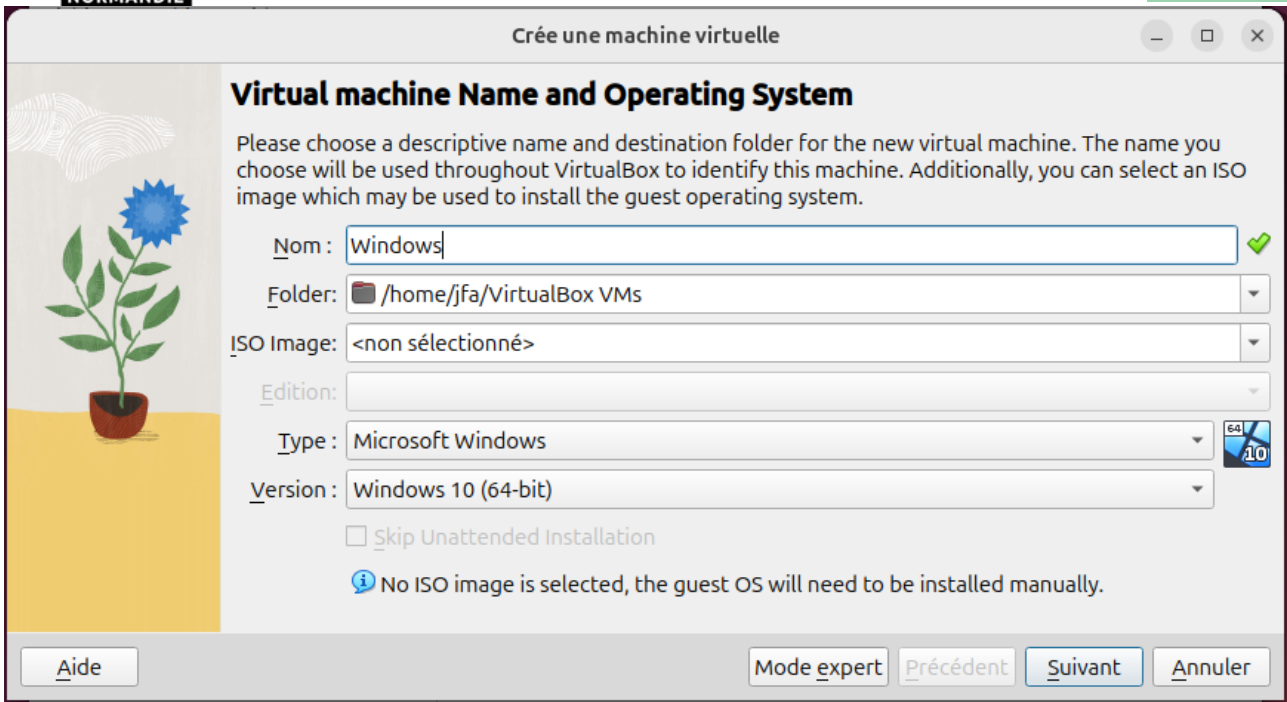 NORMANDIE
Crée une machine virtuelle
Virtual machine Name and Operating System
Please choose a descriptive name and destination folder for the new virtual machine. The name you
choose will be used throughout VirtualBox to identify this machine. Additionally, you can select an ISO
image which may be used to install the guest operating system.
Nom : Windows
Folder: /home/jfa/VirtualBox VMs
ISO Image: <non sélectionné>
Edition:
Type : Microsoft Windows
64
10
Version : Windows 10 (64-bit)
Skip Unattended Installation
No ISO image is selected, the guest OS will need to be installed manually.
Aide Mode expert Précédent Suivant Annuler